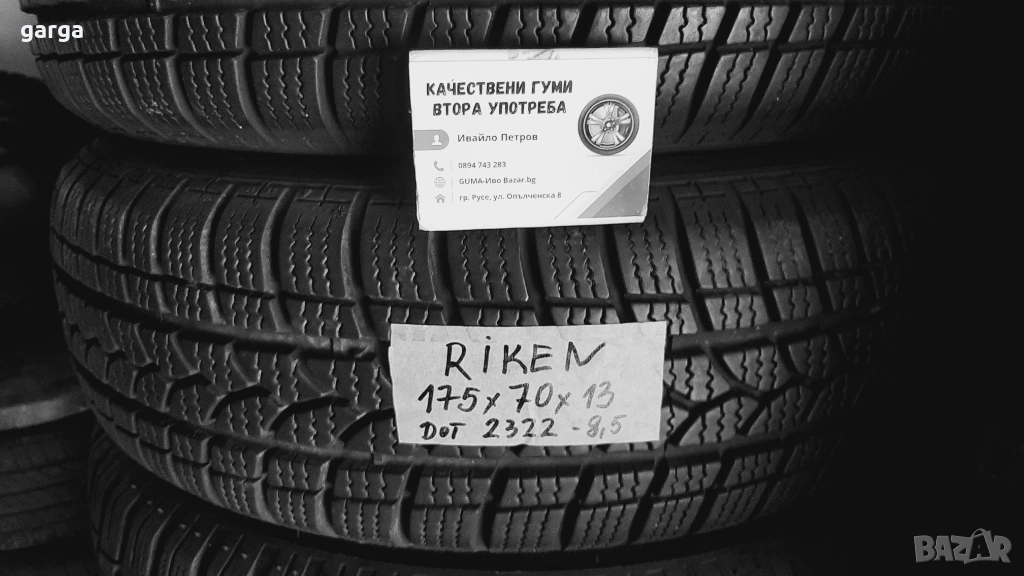 garga
КАЧЕСТВЕНИ ГУМИ
ВТОРА УПОТРЕБА
Ивайло Петров
0894 743 283
GUMA-Иво Bazar.bg
гр. Русе, ул. Опълченска 8
RiKEN
175x70x13
DOT 2322 - 8,5
BAZAR